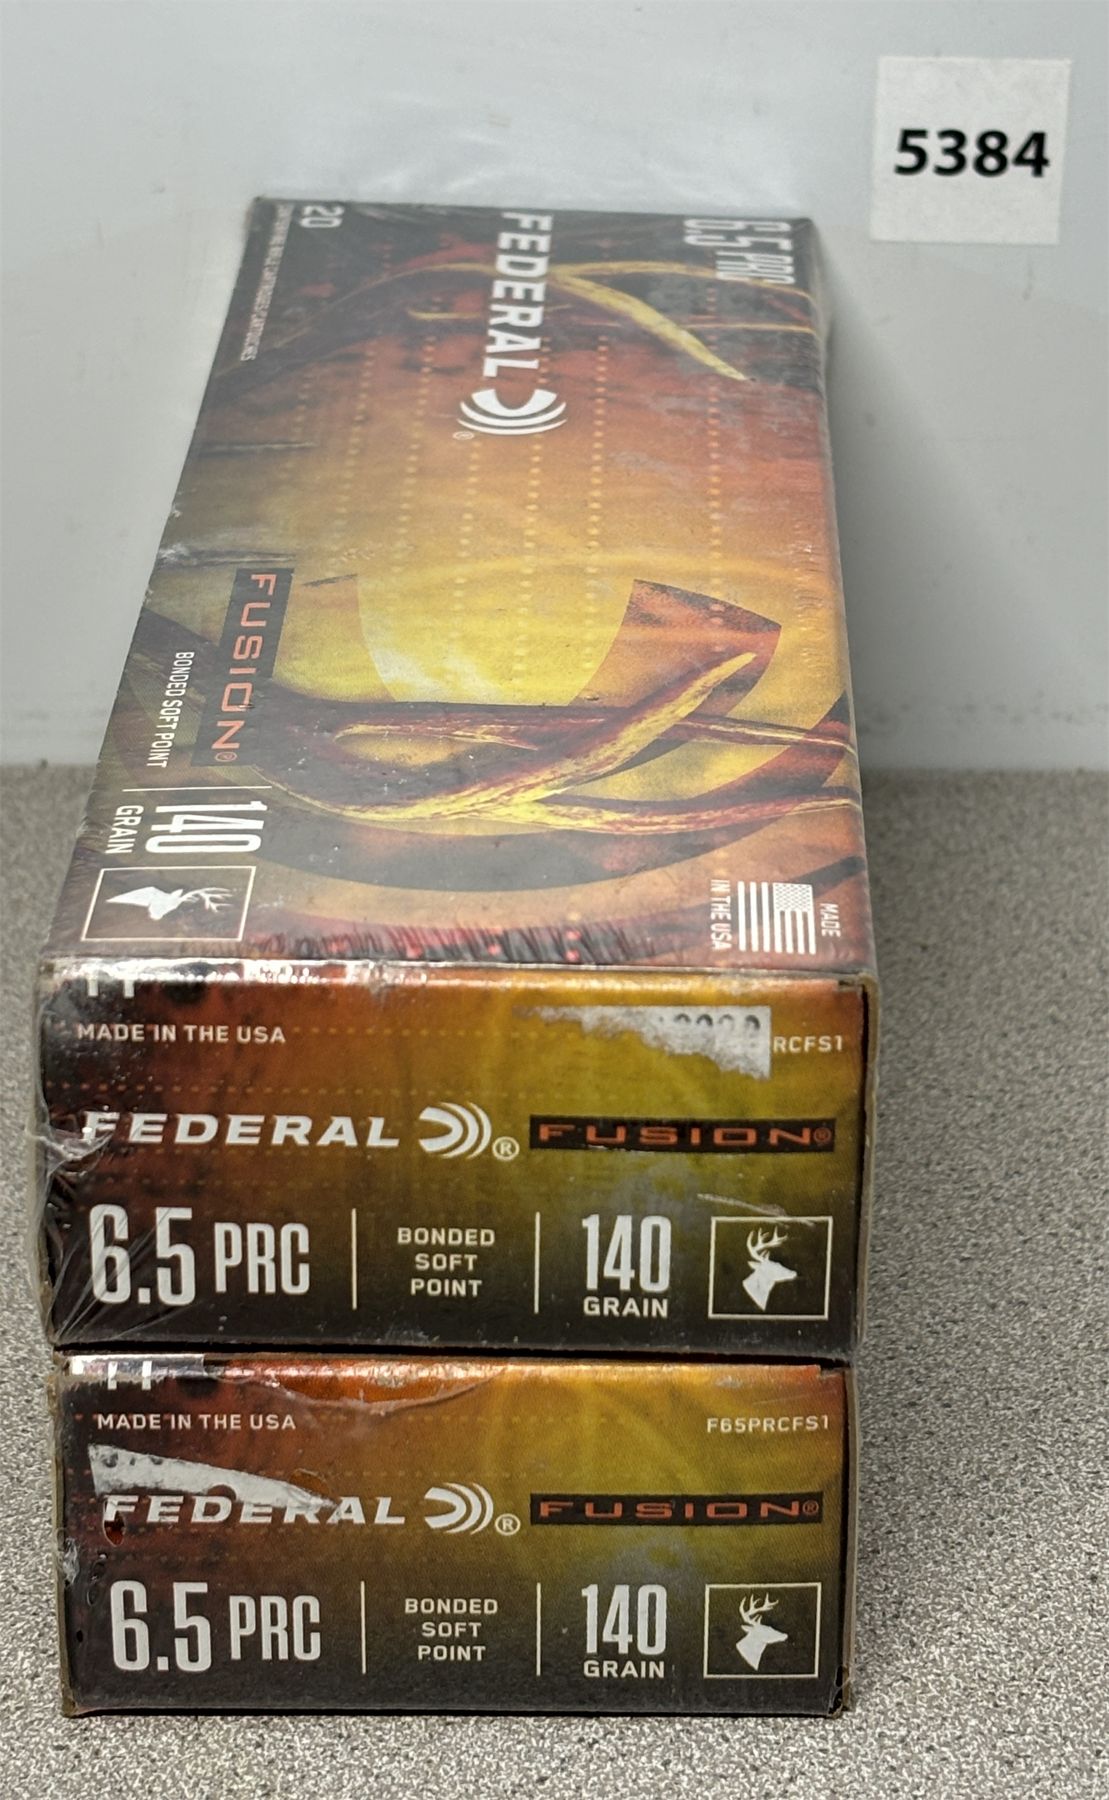 5384
20
6.5 PRC
FEDERAL
®
FUSION®
BONDED SOFT POINT
140
GRAIN
MADE
IN THE USA
MADE IN THE USA
RCFS1
FEDERAL ® FUSION®
6.5 PRC
BONDED
SOFT
POINT
140
GRAIN
MADE IN THE USA
F65PRCFS1
FEDERAL ® FUSION®
6.5 PRC
BONDED
SOFT
POINT
140
GRAIN